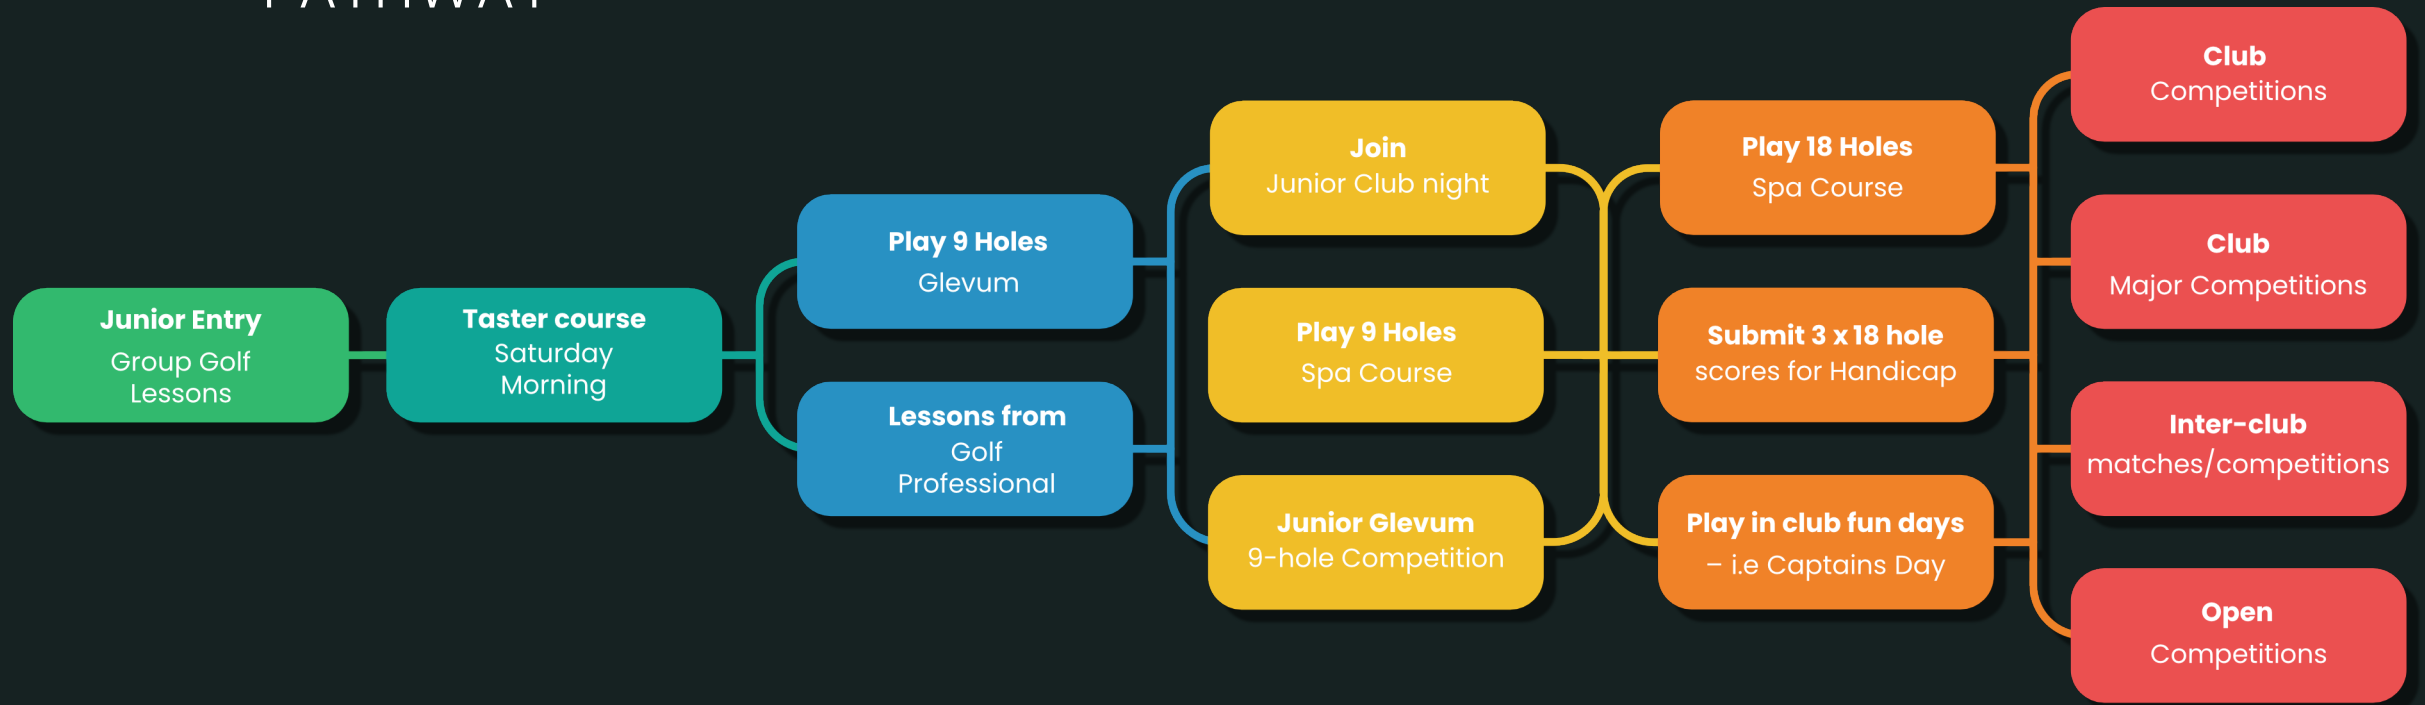 Junior Entry
Group Golf
Lessons
Taster course
Saturday
Morning
Play 9 Holes
Glevum
Lessons from
Golf
Professional
Join
Junior Club night
Play 9 Holes
Spa Course
Junior Glevum
9-hole Competition
Play 18 Holes
Spa Course
Submit 3 x 18 hole
scores for Handicap
Play in club fun days
– i.e Captains Day
Club
Competitions
Club
Major Competitions
Inter-club
matches/competitions
Open
Competitions